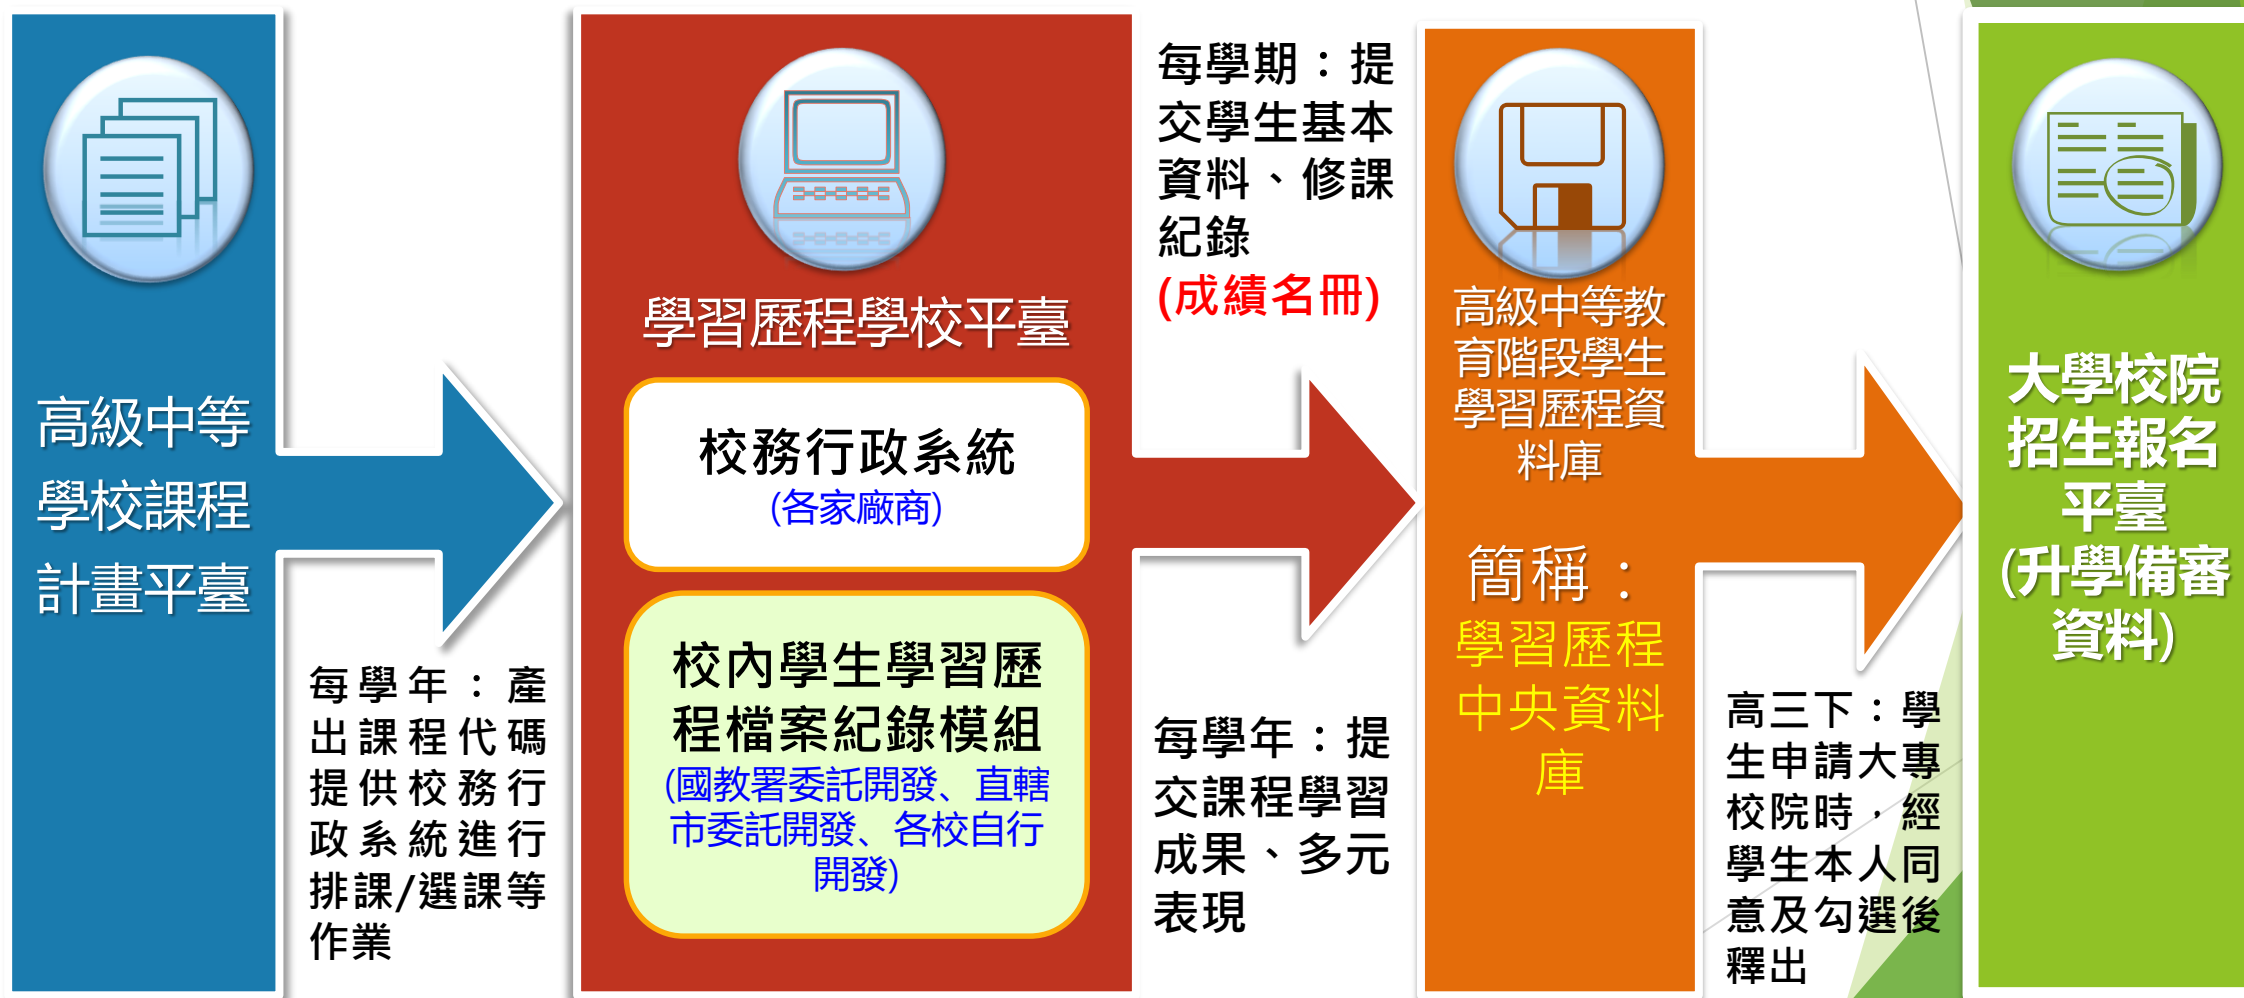 高級中等
學校課程
計畫平臺
每學年：產
出課程代碼
提供校務行
政系統進行
排課/選課等
作業
學習歷程學校平臺
校務行政系統
(各家廠商)
校內學生學習歷
程檔案紀錄模組
(國教署委託開發、直轄
市委託開發、各校自行
開發)
每學期：提
交學生基本
資料、修課
紀錄
(成績名冊)
每學年：提
交課程學習
成果、多元
表現
高級中等教
育階段學生
學習歷程資
料庫
簡稱：
學習歷程
中央資料
庫
高三下：學
生申請大專
校院時，經
學生本人同
意及勾選後
釋出
大學校院
招生報名
平臺
(升學備審
資料)